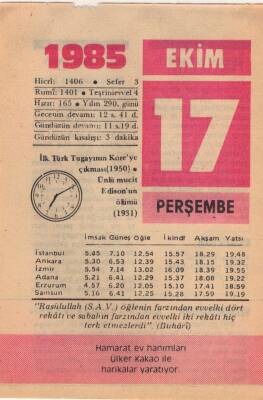 1985
EKİM
Hicrî: 1406 • Sefer 3
Rumî: 1401 • Teşrinievvel 4
Hızır: 165 • Yılın 290. günü
Gecenin devamı: 12 s. 41 d.
Gündüzün devamı: 11 s. 19 d.
Gündüzün kısalışı: 3 dakika
17
PERŞEMBE
İlk Türk Tugayının Kore'ye
çıkması (1950) •
Ünlü mucit
Edison'un
ölümü
(1931)
İmsak Güneş Öğle İkindi Akşam Yatsı
İstanbul 5.45 7.10 12.54 15.57 18.29 19.48
Ankara 5.30 6.53 12.39 15.43 18.15 19.32
İzmir 5.54 7.14 13.02 16.09 18.39 19.55
Adana 5.21 6.41 12.29 15.37 18.07 19.22
Erzurum 4.57 6.20 12.05 15.10 17.41 18.59
Samsun 5.16 6.41 12.25 15.28 17.59 19.19
"Rasûlullah (S.A.V.) öğlenin farzından evvelki dört
rekâtı ve sabahın farzından evvelki iki rekâtı hiç
terk etmezlerdi". (Buhârî)
Hamarat ev hanımları
Ülker Kakao ile
harikalar yaratıyor.